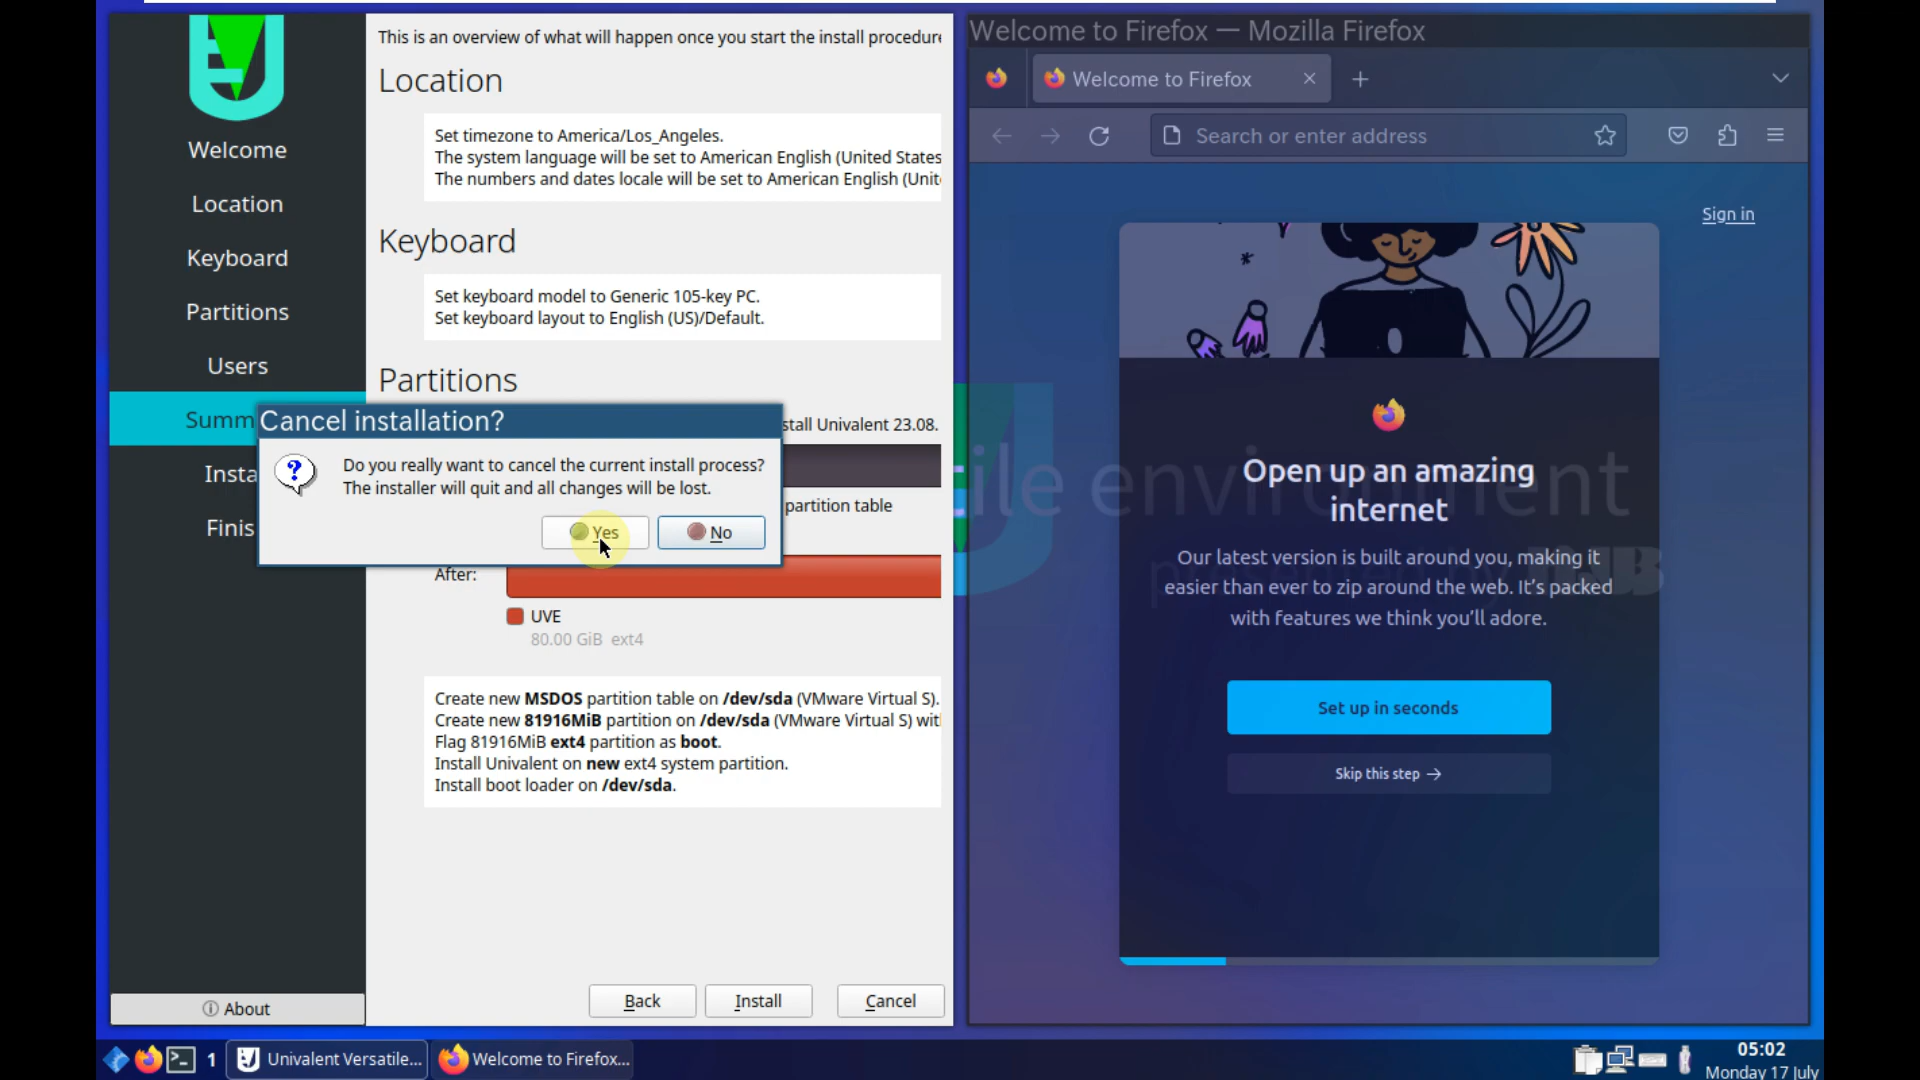 This is an overview of what will happen once you start the install procedure
Welcome
Location
Keyboard
Partitions
Users
Summ
Insta
Finis
About
Location
Set timezone to America/Los_Angeles.
The system language will be set to American English (United States
The numbers and dates locale will be set to American English (Unit
Keyboard
Set keyboard model to Generic 105-key PC.
Set keyboard layout to English (US)/Default.
Partitions
stall Univalent 23.08.
partition table
Cancel installation?
Do you really want to cancel the current install process?
The installer will quit and all changes will be lost.
Yes
No
After:
UVE
80.00 GiB ext4
Create new MSDOS partition table on /dev/sda (VMware Virtual S).
Create new 81916MiB partition on /dev/sda (VMware Virtual S) wit
Flag 81916MiB ext4 partition as boot.
Install Univalent on new ext4 system partition.
Install boot loader on /dev/sda.
Back
Install
Cancel
Welcome to Firefox — Mozilla Firefox
Welcome to Firefox
Search or enter address
Sign in
Open up an amazing
internet
Our latest version is built around you, making it
easier than ever to zip around the web. It's packed
with features we think you'll adore.
Set up in seconds
Skip this step →
1
Univalent Versatile...
Welcome to Firefox...
05:02
Monday 17 July